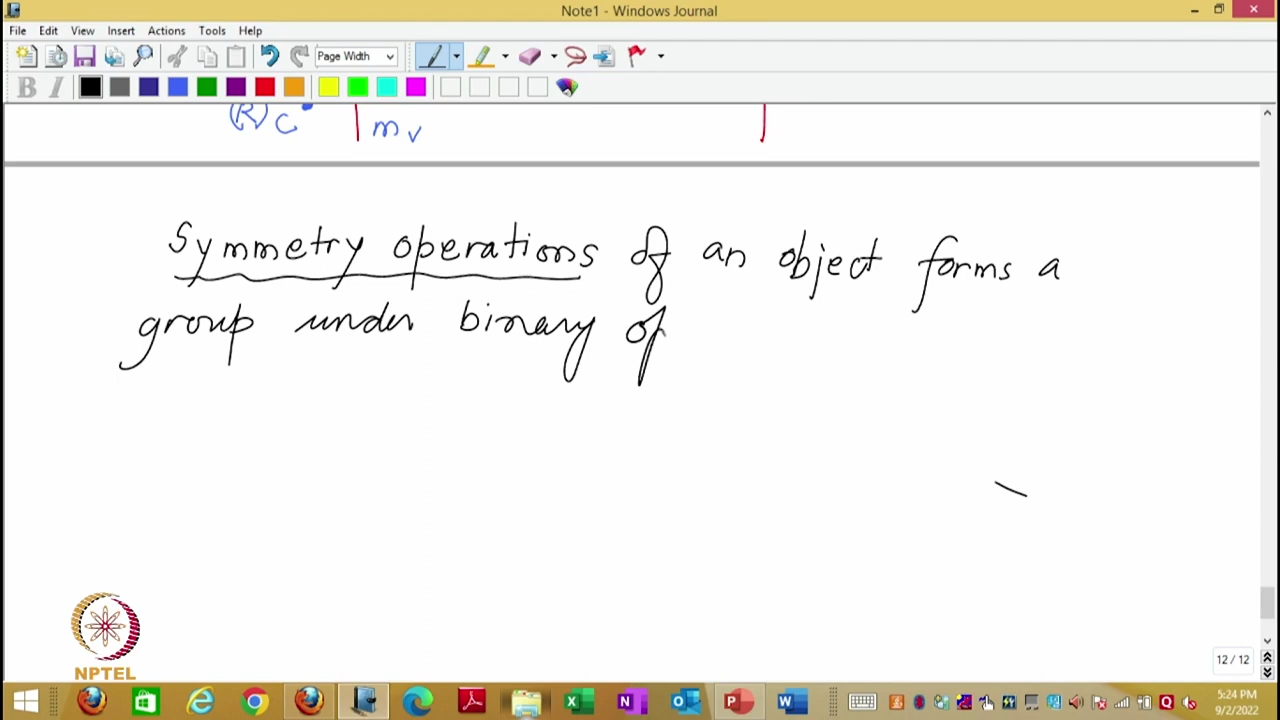 Note1 - Windows Journal
File Edit View Insert Actions Tools Help
Page Width
B I
(R) C m v
Symmetry operations of an object forms a
group under binary op
NPTEL
12 / 12
5:24 PM
9/2/2022